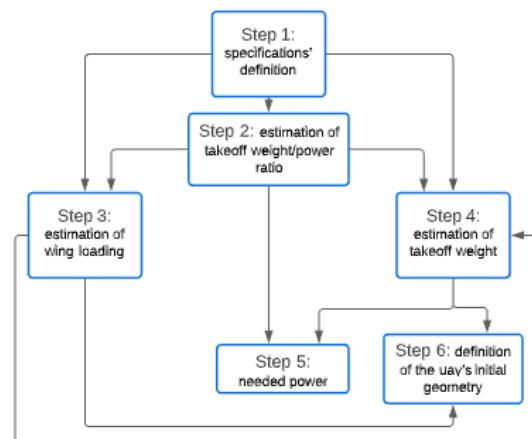 Step 1:
specifications'
definition
Step 2: estimation of
takeoff weight/power
ratio
Step 3:
estimation of
wing loading
Step 4:
estimation of
takeoff weight
Step 5:
needed power
Step 6: definition
of the uav's initial
geometry